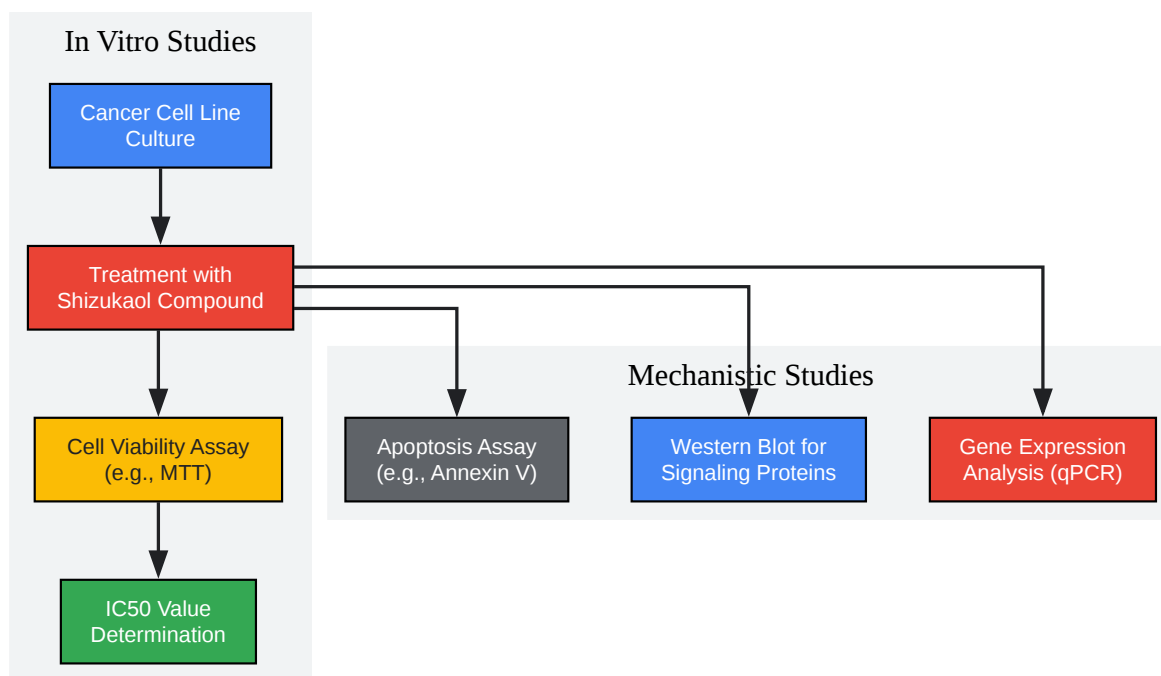 In Vitro Studies
Cancer Cell Line
Culture
Treatment with
Shizukaol Compound
Mechanistic Studies
Cell Viability Assay
(e.g., MTT)
Apoptosis Assay
(e.g., Annexin V)
Western Blot for
Signaling Proteins
Gene Expression
Analysis (qPCR)
IC50 Value
Determination